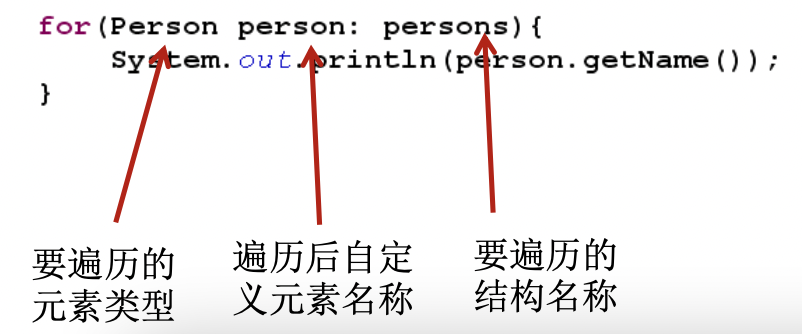 for(Person person: persons){
System.out.println(person.getName());
}
要遍历的
元素类型
遍历后自定
义元素名称
要遍历的
结构名称